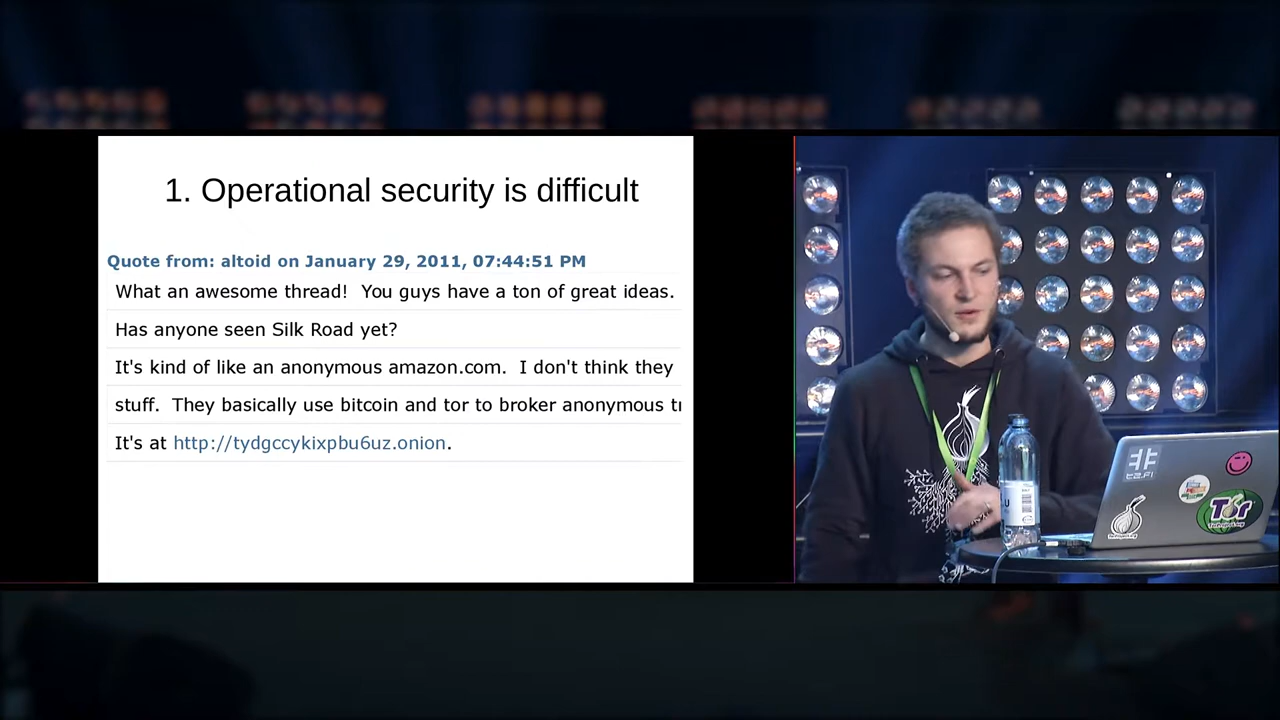 1. Operational security is difficult
Quote from: altoid on January 29, 2011, 07:44:51 PM
What an awesome thread!  You guys have a ton of great ideas.
Has anyone seen Silk Road yet?
It's kind of like an anonymous amazon.com.  I don't think they
stuff.  They basically use bitcoin and tor to broker anonymous
It's at http://tydgccykixpbu6uz.onion.
t2.fi
Tor